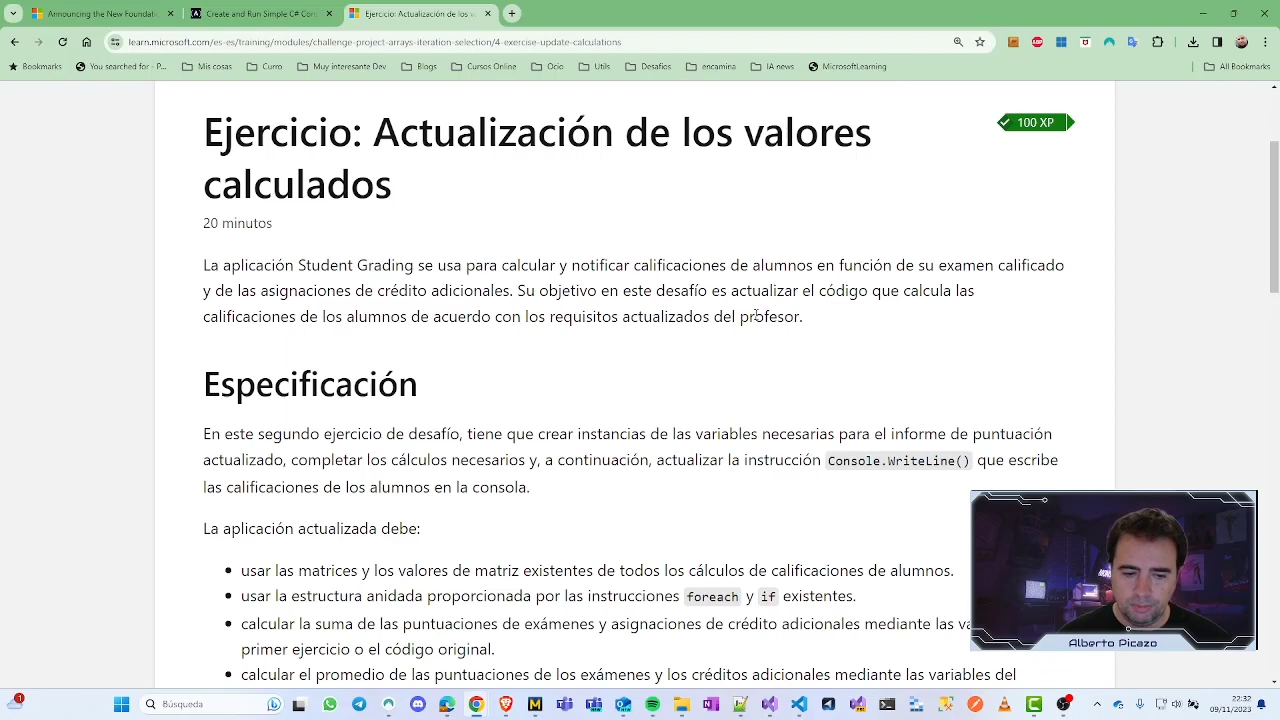 Announcing the New Foundati
Create and Run Simple C# Con
Ejercicio: Actualización de los v
learn.microsoft.com/es-es/training/modules/challenge-project-arrays-iteration-selection/4-exercise-update-calculations
Bookmarks
You searched for - P...
Mis cosas
Curro
Muy interesante Dev
Blogs
Cursos Online
Ocio
Utils
Desafios
encamina
IA news
MicrosoftLearning
All Bookmarks
Ejercicio: Actualización de los valores
calculados
100 XP
20 minutos
La aplicación Student Grading se usa para calcular y notificar calificaciones de alumnos en función de su examen calificado
y de las asignaciones de crédito adicionales. Su objetivo en este desafío es actualizar el código que calcula las
calificaciones de los alumnos de acuerdo con los requisitos actualizados del profesor.
Especificación
En este segundo ejercicio de desafío, tiene que crear instancias de las variables necesarias para el informe de puntuación
actualizado, completar los cálculos necesarios y, a continuación, actualizar la instrucción Console.WriteLine() que escribe
las calificaciones de los alumnos en la consola.
La aplicación actualizada debe:
usar las matrices y los valores de matriz existentes de todos los cálculos de calificaciones de alumnos.
usar la estructura anidada proporcionada por las instrucciones foreach y if existentes.
calcular la suma de las puntuaciones de exámenes y asignaciones de crédito adicionales mediante las va
primer ejercicio o el código original.
calcular el promedio de las puntuaciones de los exámenes y los créditos adicionales mediante las variables del
Alberto Picazo
1
Búsqueda
22:32
09/11/2023